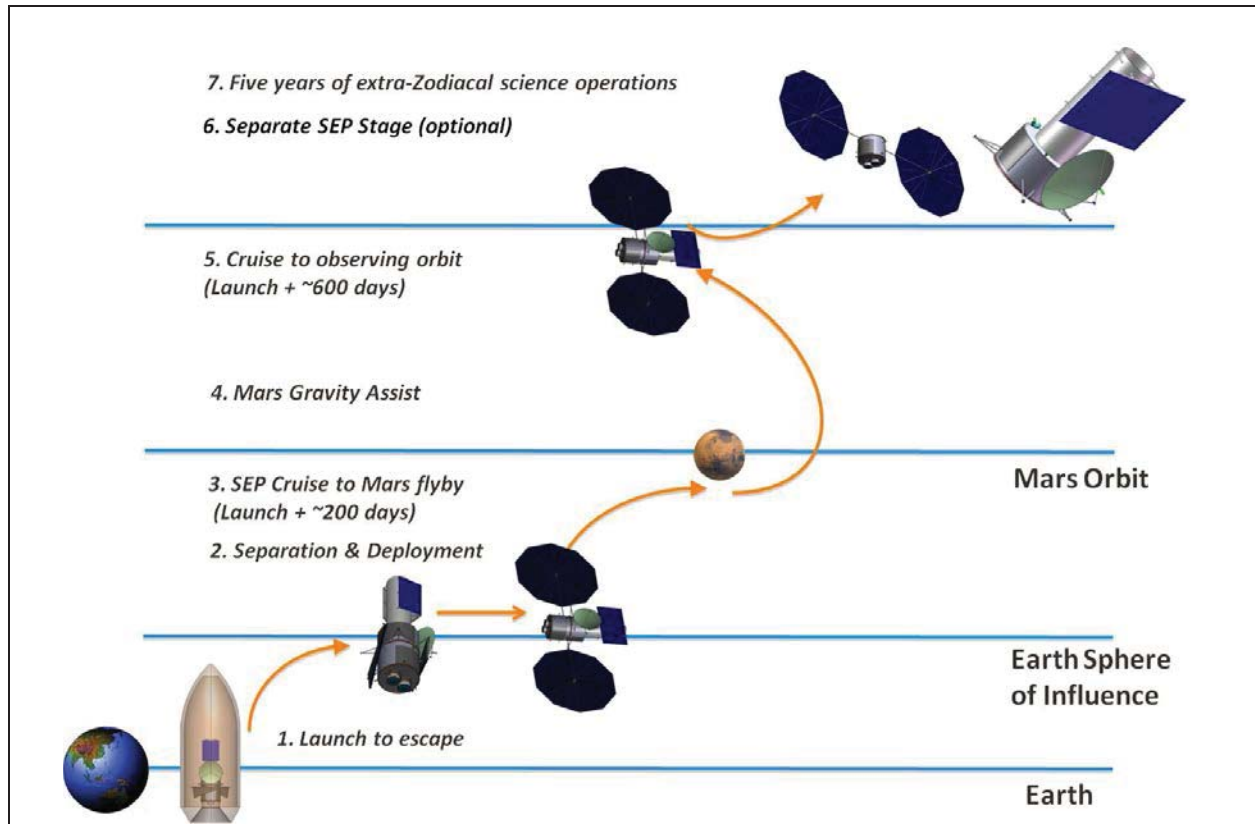 7. Five years of extra-Zodiacal science operations
6. Separate SEP Stage (optional)
5. Cruise to observing orbit
(Launch + ~600 days)
4. Mars Gravity Assist
Mars Orbit
3. SEP Cruise to Mars flyby
(Launch + ~200 days)
2. Separation & Deployment
Earth Sphere
of Influence
1. Launch to escape
Earth